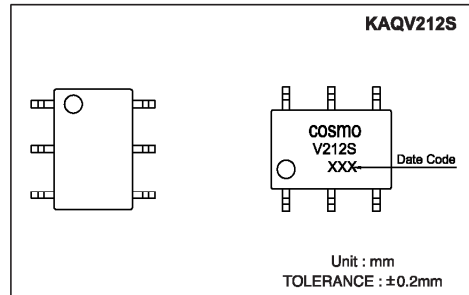 KAQV212S
cosmo
V212S
XXX
Date Code
Unit : mm
TOLERANCE : ±0.2mm